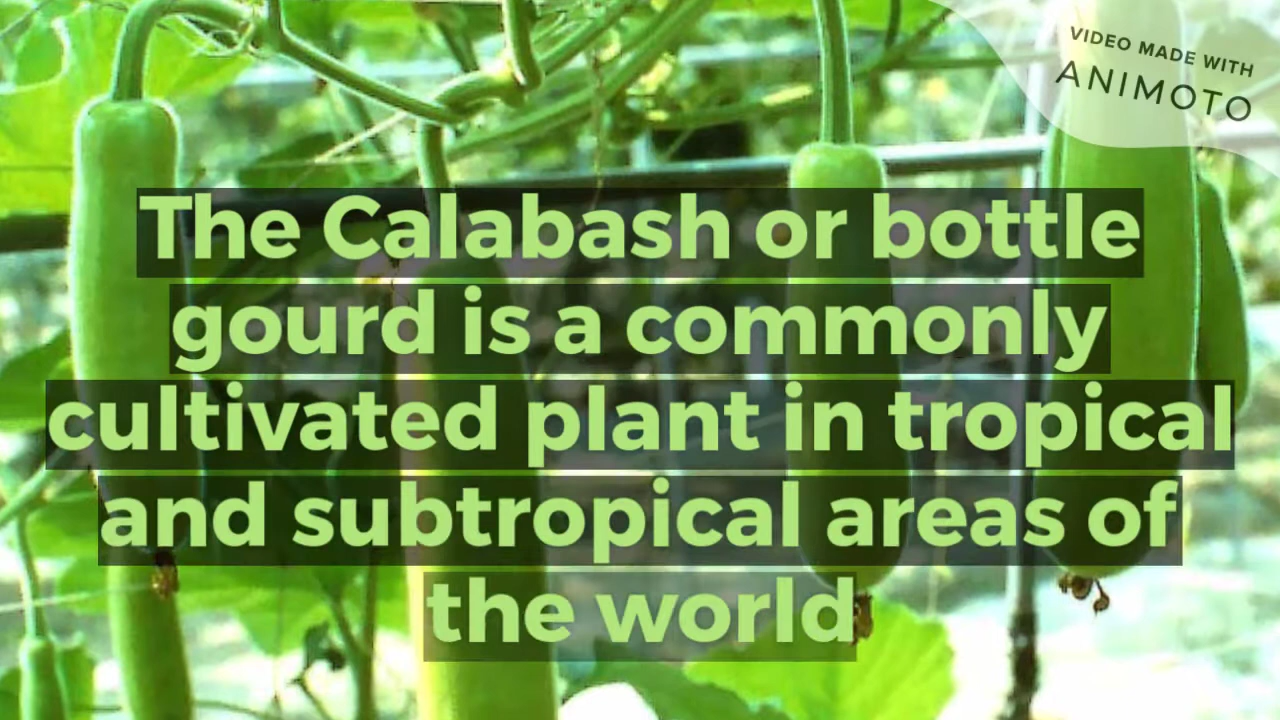 VIDEO MADE WITH
ANIMOTO
The Calabash or bottle
gourd is a commonly
cultivated plant in tropical
and subtropical areas of
the world